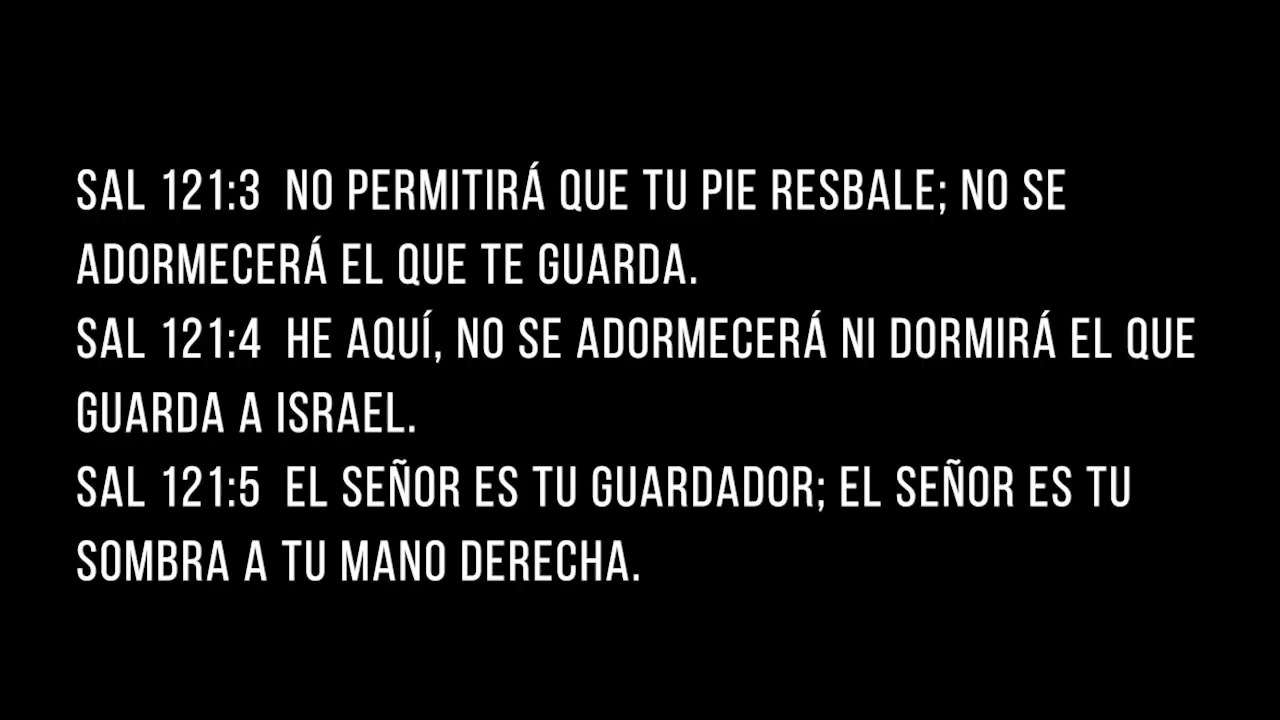 SAL 121:3  NO PERMITIRÁ QUE TU PIE RESBALE; NO SE
ADORMECERÁ EL QUE TE GUARDA.
SAL 121:4  HE AQUÍ, NO SE ADORMECERÁ NI DORMIRÁ EL QUE
GUARDA A ISRAEL.
SAL 121:5  EL SEÑOR ES TU GUARDADOR; EL SEÑOR ES TU
SOMBRA A TU MANO DERECHA.